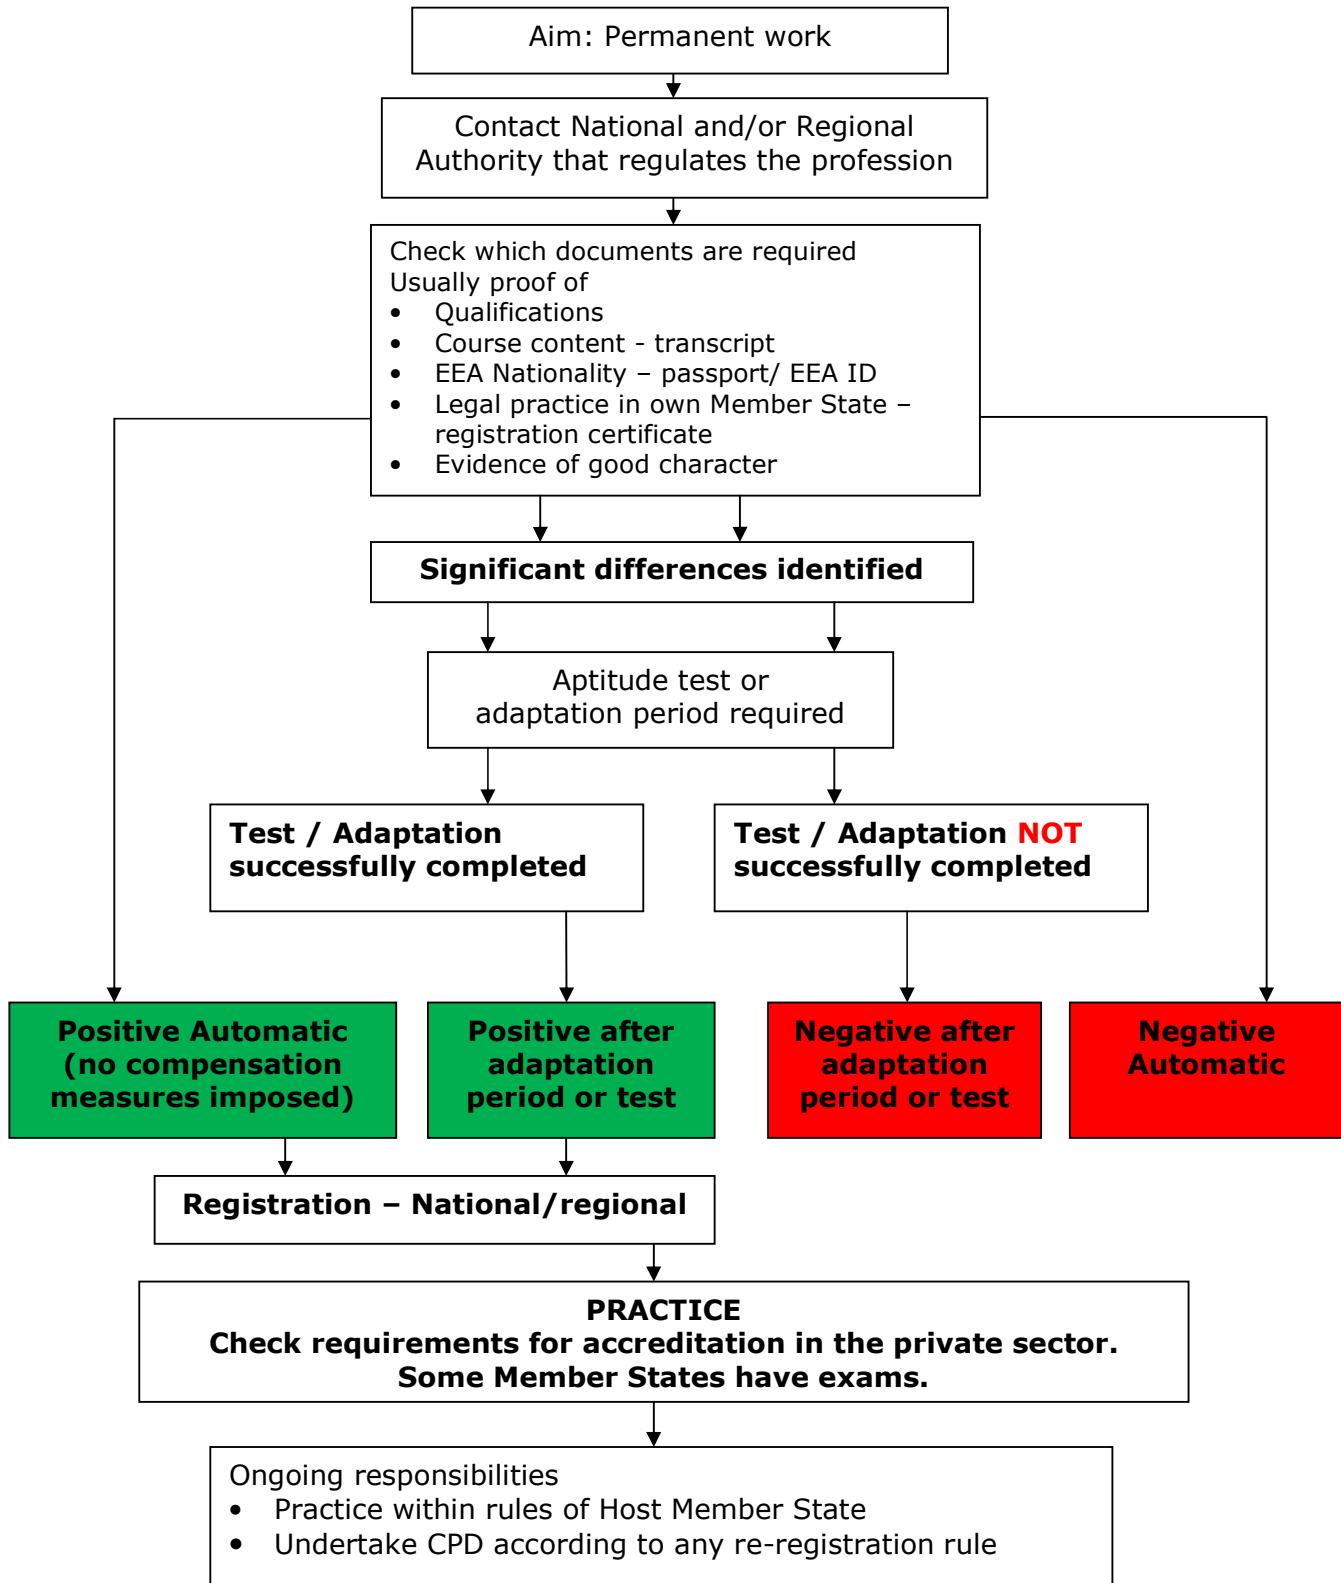 Aim: Permanent work
Contact National and/or Regional
Authority that regulates the profession
Check which documents are required
Usually proof of
• Qualifications
• Course content - transcript
• EEA Nationality – passport/ EEA ID
• Legal practice in own Member State –
registration certificate
• Evidence of good character
Significant differences identified
Aptitude test or
adaptation period required
Test / Adaptation
successfully completed
Test / Adaptation NOT
successfully completed
Positive Automatic
(no compensation
measures imposed)
Positive after
adaptation
period or test
Negative after
adaptation
period or test
Negative
Automatic
Registration – National/regional
PRACTICE
Check requirements for accreditation in the private sector.
Some Member States have exams.
Ongoing responsibilities
• Practice within rules of Host Member State
• Undertake CPD according to any re-registration rule